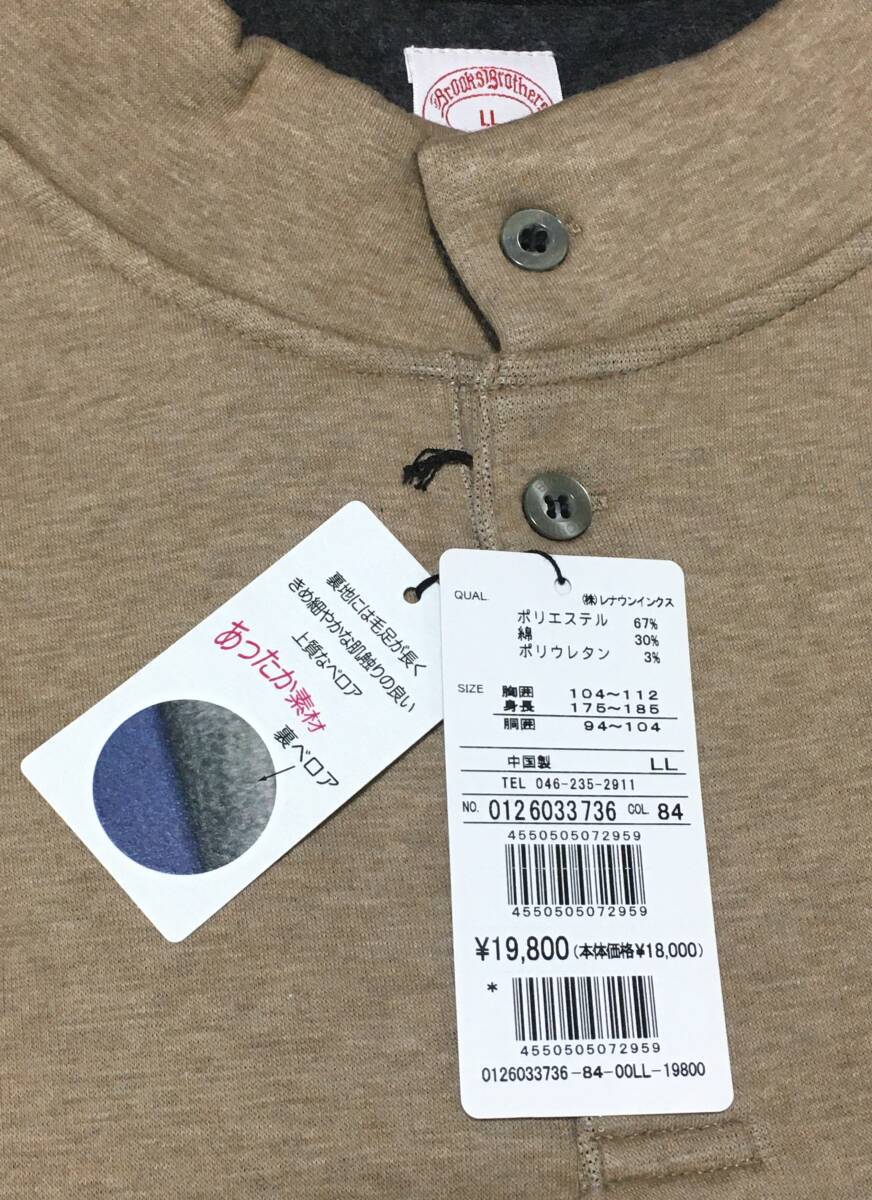 Brooks Brothers
LL
裏地には毛足が長く
きめ細やかな肌触りの良い
上質なベロア
あったか素材
裏ベロア
QUAL ㈱レナウンインクス
ポリエステル 67%
綿 30%
ポリウレタン 3%
SIZE 胸囲 104～112
身長 175～185
胴囲 94～104
中国製 LL
TEL 046-235-2911
NO. 0126033736 COL. 84
4550505072959
4550505072959
¥19,800(本体価格¥18,000)
*
4550505072959
0126033736-84-00LL-19800